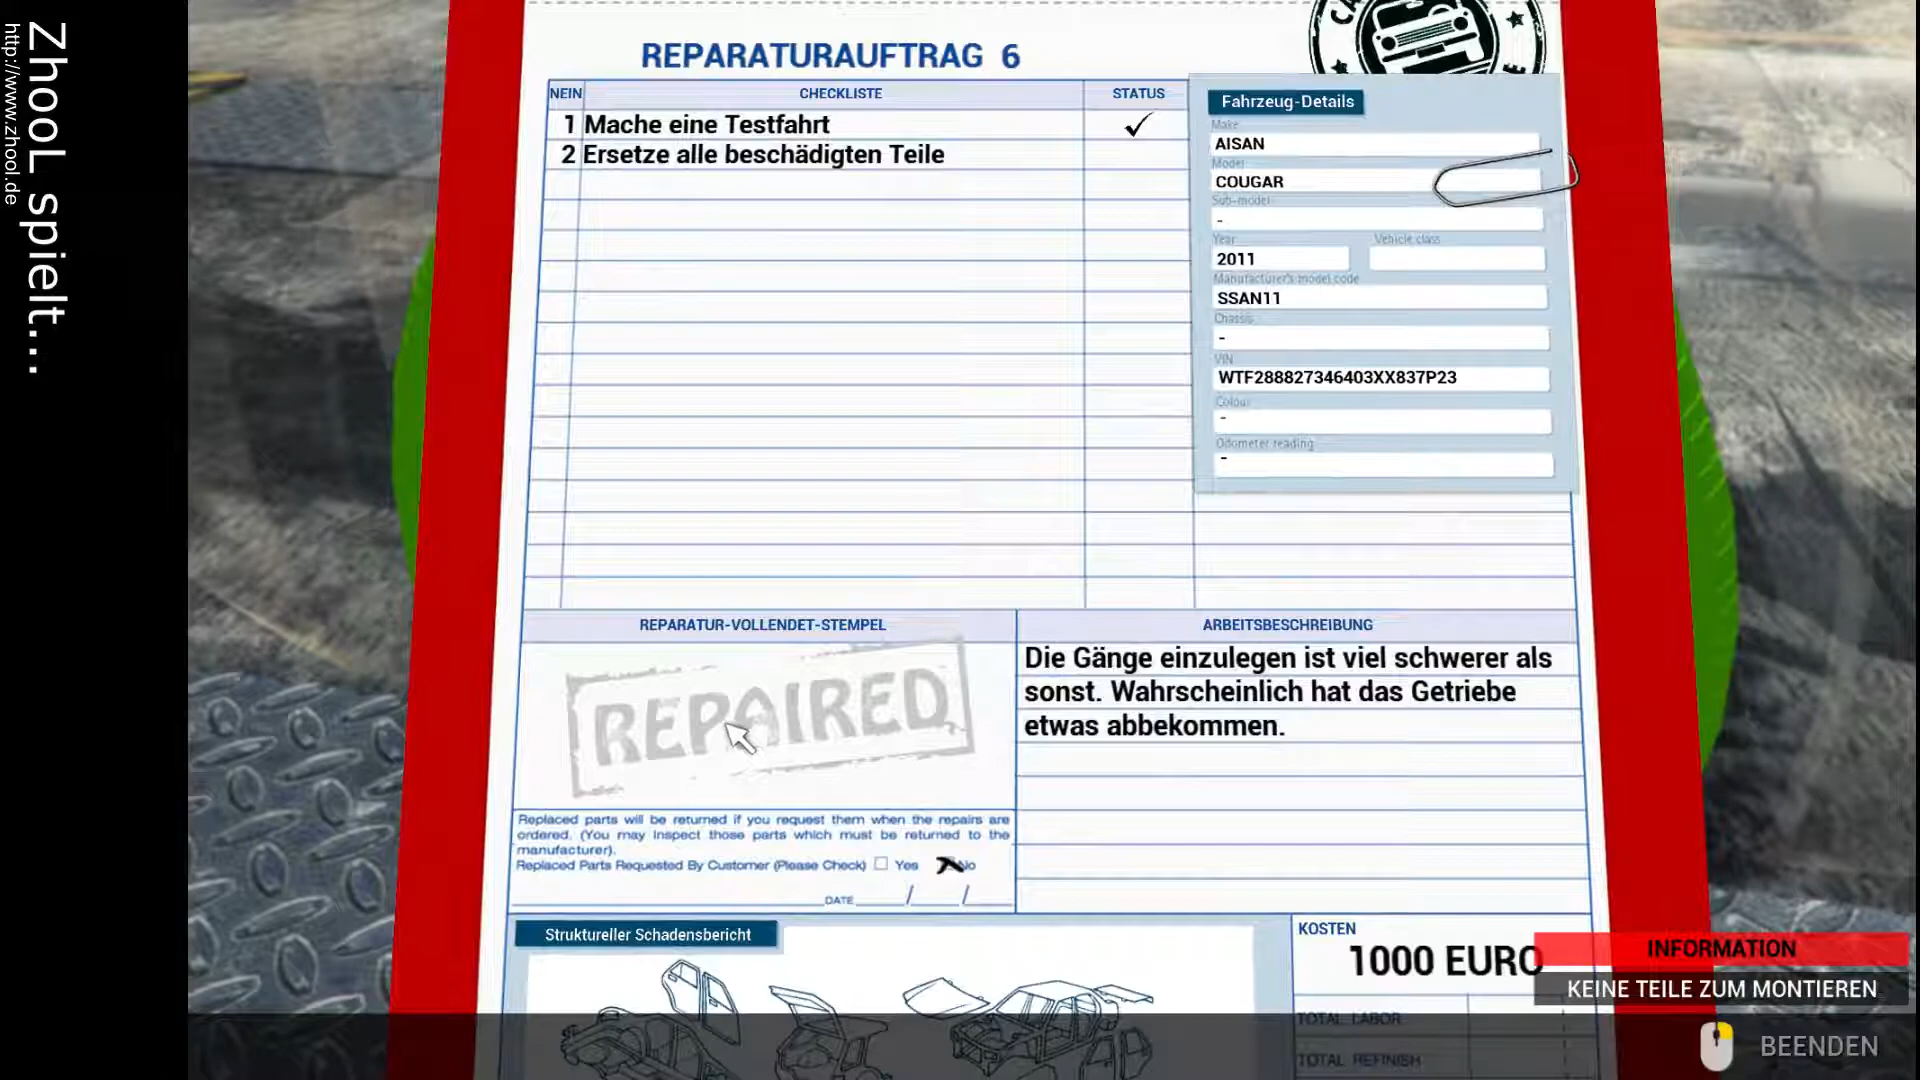 ZhooL spielt...
http://www.zhool.de
REPARATURAUFTRAG 6
NEIN CHECKLISTE STATUS
1 Mache eine Testfahrt
2 Ersetze alle beschädigten Teile
Fahrzeug-Details
Make
AISAN
Model
COUGAR
Sub-model
-
Year Vehicle class
2011
Manufacturer's model code
SSAN11
Chassis
-
VIN
WTF288827346403XX837P23
Colour
-
Odometer reading
-
REPARATUR-VOLLENDET-STEMPEL
REPAIRED
Replaced parts will be returned if you request them when the repairs are
ordered. (You may inspect those parts which must be returned to the
manufacturer).
Replaced Parts Requested By Customer (Please Check) Yes No
DATE / /
ARBEITSBESCHREIBUNG
Die Gänge einzulegen ist viel schwerer als
sonst. Wahrscheinlich hat das Getriebe
etwas abbekommen.
Struktureller Schadensbericht
KOSTEN
1000 EURO
TOTAL LABOR
TOTAL REFINISH
INFORMATION
KEINE TEILE ZUM MONTIEREN
BEENDEN